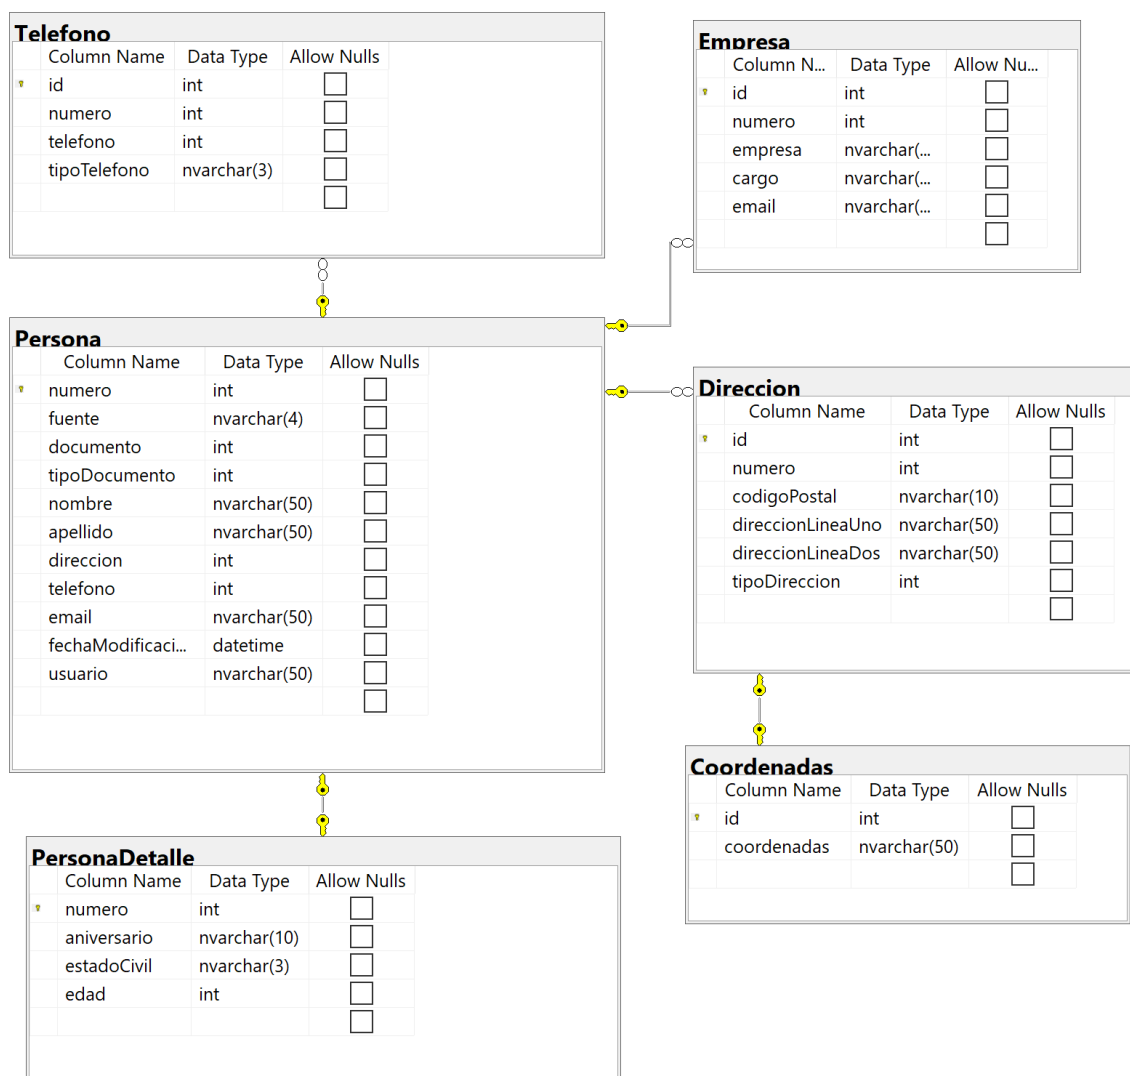 Telefono
Column Name Data Type Allow Nulls
id int
numero int
telefono int
tipoTelefono nvarchar(3)
Empresa
Column N... Data Type Allow Nu...
id int
numero int
empresa nvarchar(...
cargo nvarchar(...
email nvarchar(...
Persona
Column Name Data Type Allow Nulls
numero int
fuente nvarchar(4)
documento int
tipoDocumento int
nombre nvarchar(50)
apellido nvarchar(50)
direccion int
telefono int
email nvarchar(50)
fechaModificaci... datetime
usuario nvarchar(50)
Direccion
Column Name Data Type Allow Nulls
id int
numero int
codigoPostal nvarchar(10)
direccionLineaUno nvarchar(50)
direccionLineaDos nvarchar(50)
tipoDireccion int
Coordenadas
Column Name Data Type Allow Nulls
id int
coordenadas nvarchar(50)
PersonaDetalle
Column Name Data Type Allow Nulls
numero int
aniversario nvarchar(10)
estadoCivil nvarchar(3)
edad int